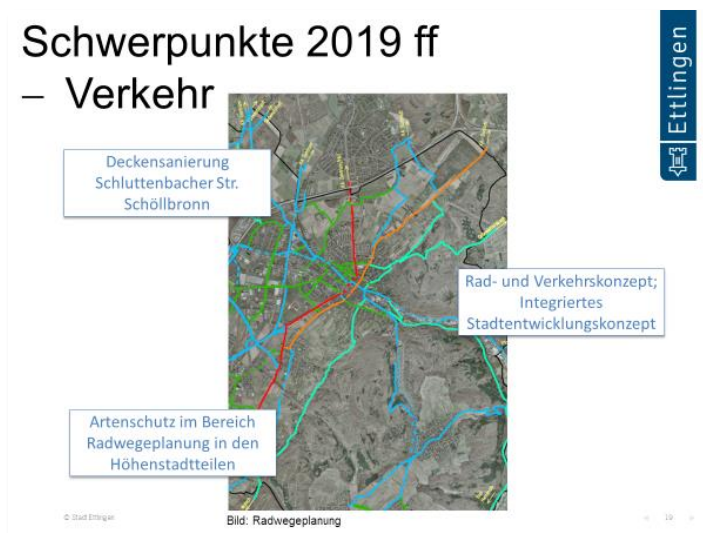 Schwerpunkte 2019 ff
– Verkehr
Ettlingen
Deckensanierung
Schluttenbacher Str.
Schöllbronn
Rad- und Verkehrskonzept;
Integriertes
Stadtentwicklungskonzept
Artenschutz im Bereich
Radwegeplanung in den
Höhenstadtteilen
© Stadt Ettlingen
Bild: Radwegeplanung
19